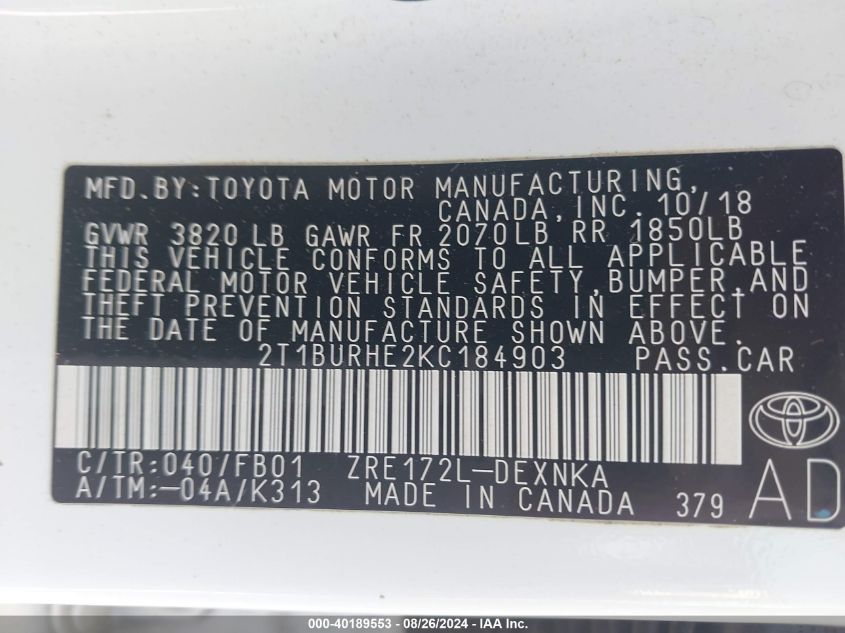 MFD.BY:TOYOTA MOTOR MANUFACTURING,
CANADA,INC. 10/18
GVWR 3820 LB GAWR FR 2070LB RR 1850LB
THIS VEHICLE CONFORMS TO ALL APPLICABLE
FEDERAL MOTOR VEHICLE SAFETY,BUMPER,AND
THEFT PREVENTION STANDARDS IN EFFECT ON
THE DATE OF MANUFACTURE SHOWN ABOVE.
2T1BURHE2KC184903 PASS.CAR
C/TR:040/FB01 ZRE172L-DEXNKA
A/TM:-04A/K313 MADE IN CANADA 379 AD
000-40189553 - 08/26/2024 - IAA Inc.